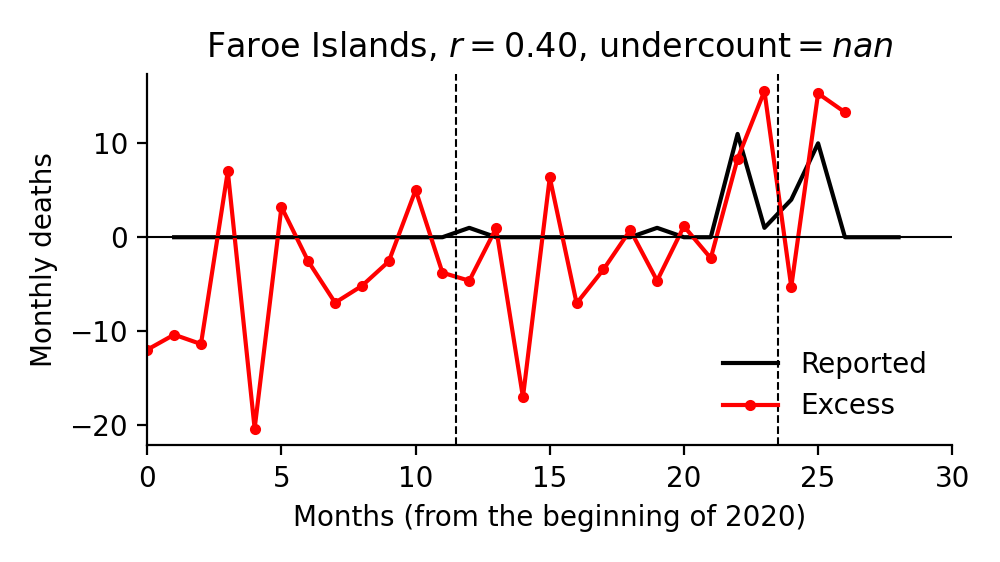 Faroe Islands, r = 0.40, undercount = nan
Monthly deaths
10
0
−10
−20
Reported
Excess
0 5 10 15 20 25 30
Months (from the beginning of 2020)